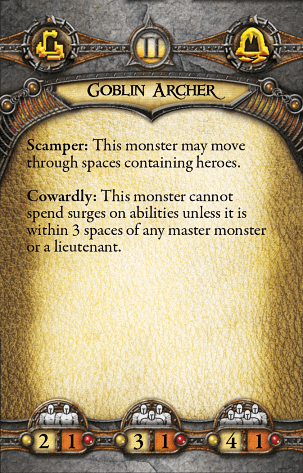 II
Goblin Archer
Scamper: This monster may move
through spaces containing heroes.
Cowardly: This monster cannot
spend surges on abilities unless it is
within 3 spaces of any master monster
or a lieutenant.
2 1 3 1 4 1